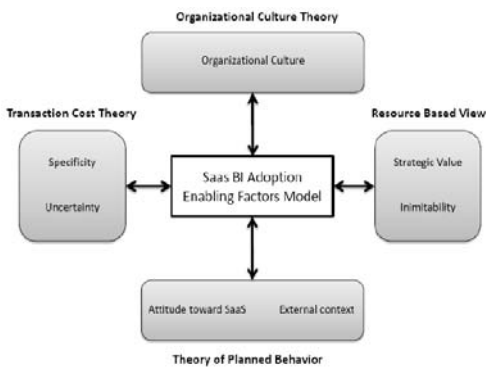 Organizational Culture Theory
Organizational Culture
Transaction Cost Theory
Resource Based View
Specificity
Uncertainty
Saas BI Adoption
Enabling Factors Model
Strategic Value
Inimitability
Attitude toward SaaS External context
Theory of Planned Behavior